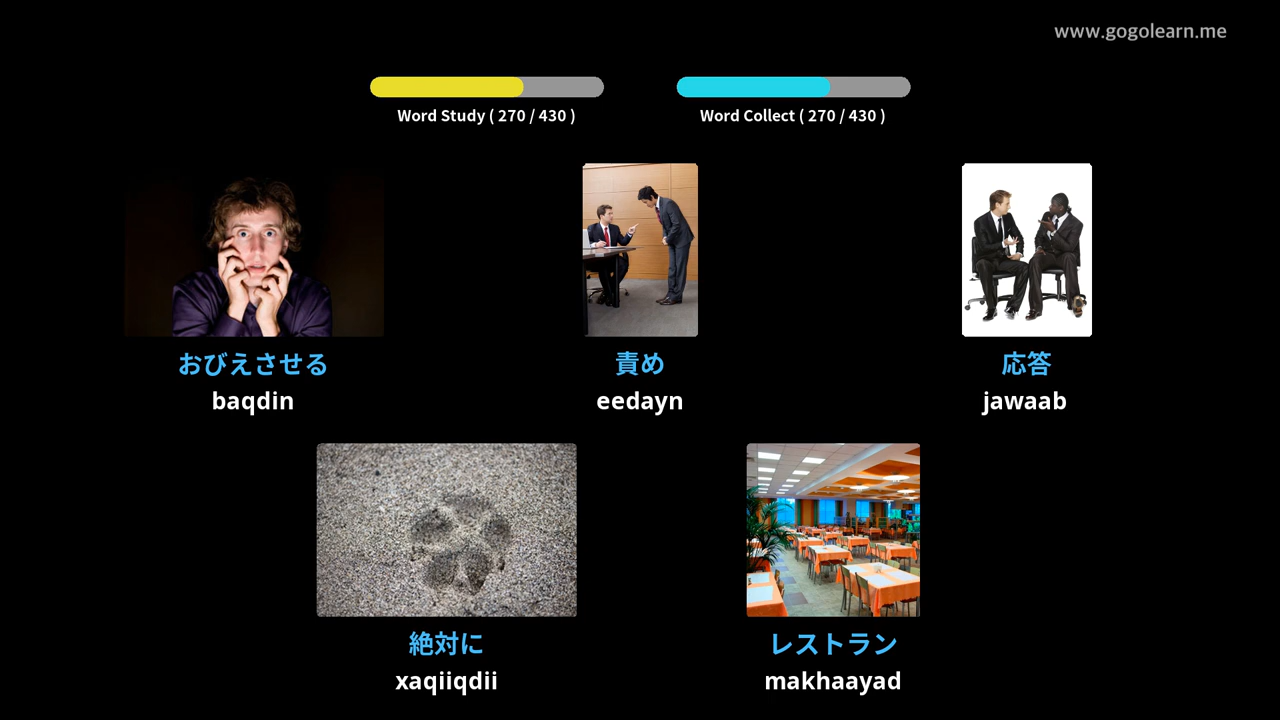 www.gogolearn.me
Word Study ( 270 / 430 )
Word Collect ( 270 / 430 )
おびえさせる
baqdin
責め
eedayn
応答
jawaab
絶対に
xaqiiqdii
レストラン
makhaayad